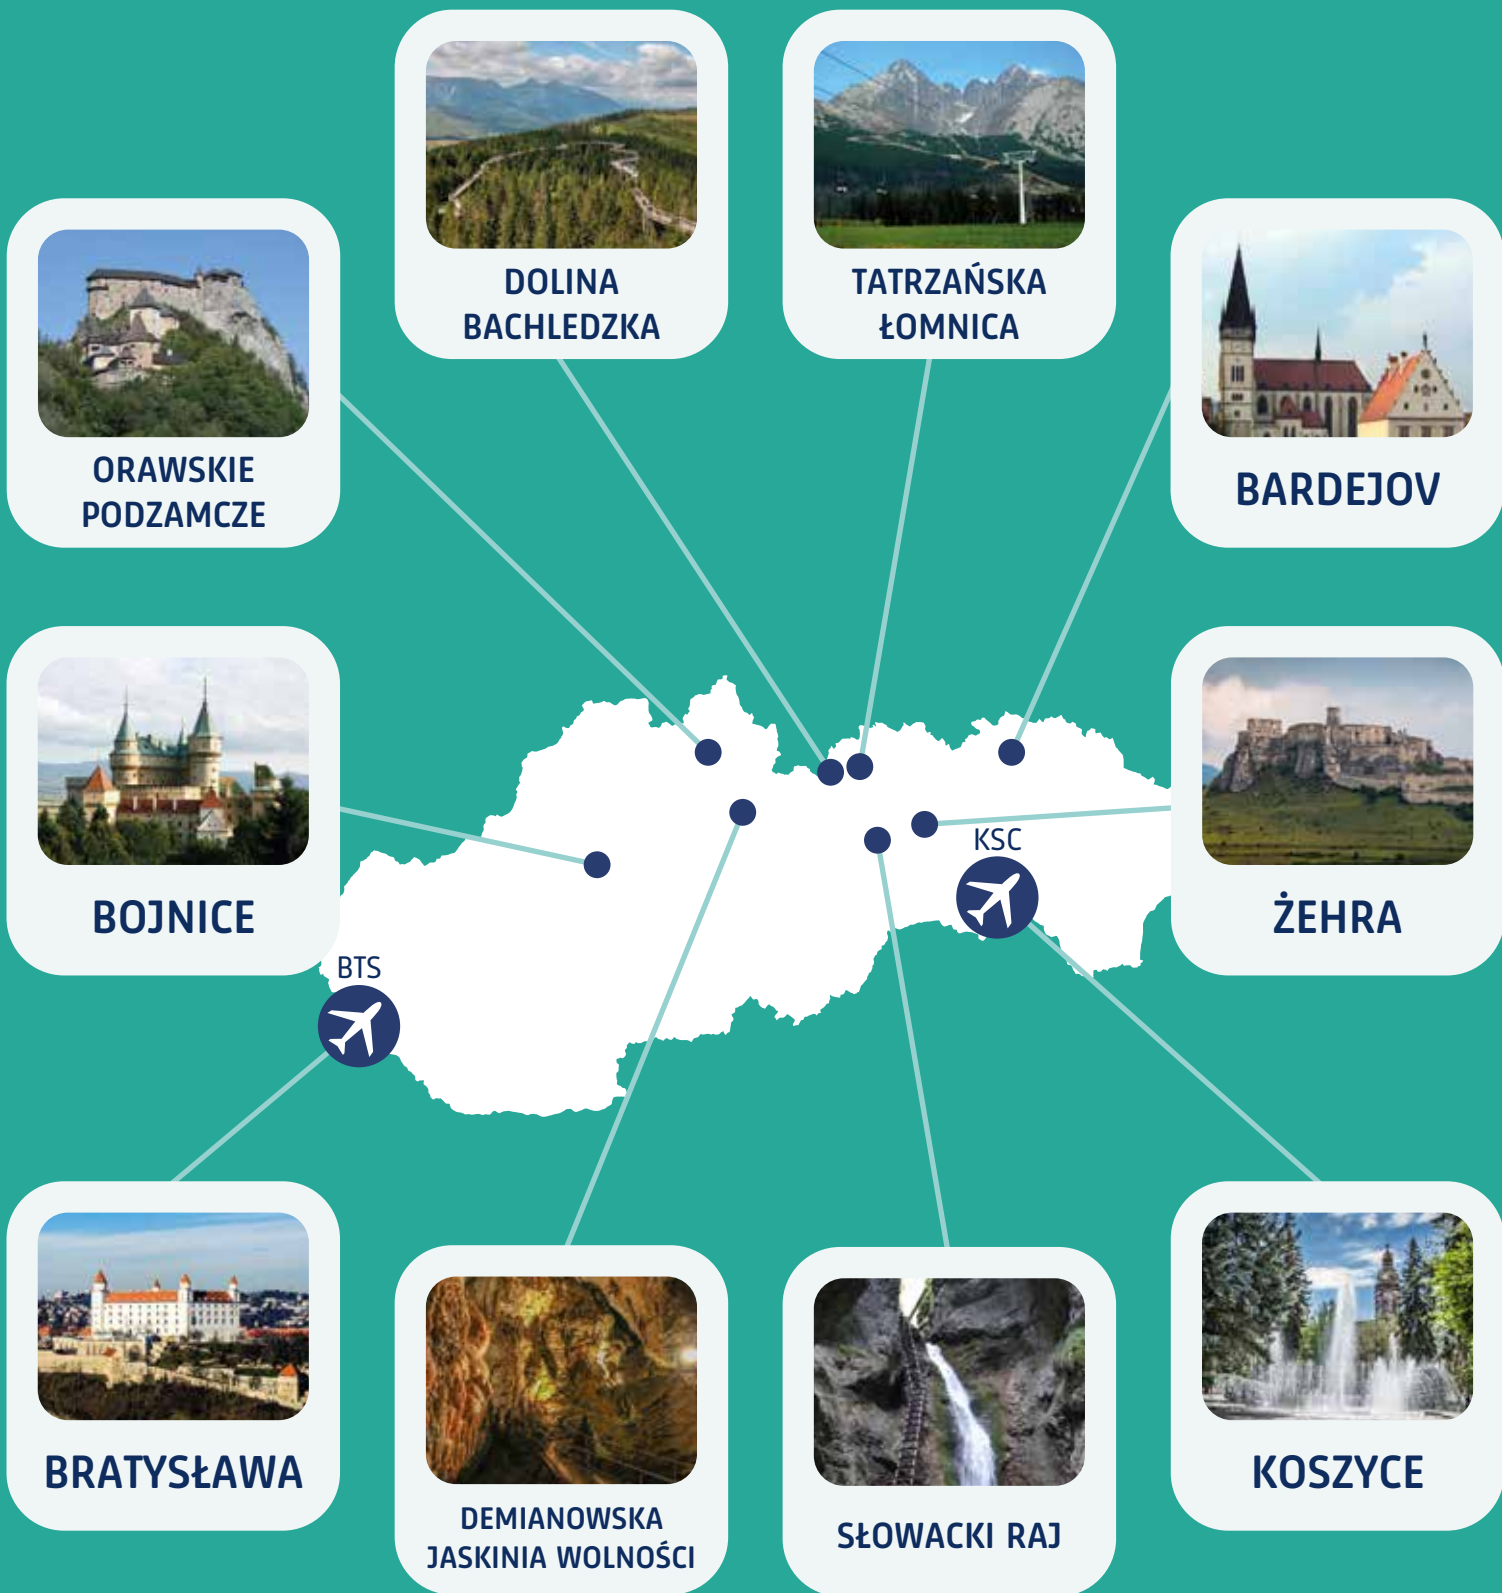 DOLINA
BACHLEDZKA
TATRZAŃSKA
ŁOMNICA
ORAWSKIE
PODZAMCZE
BARDEJOV
BOJNICE
KSC
ŻEHRA
BTS
BRATYSŁAWA
DEMIANOWSKA
JASKINIA WOLNOŚCI
SŁOWACKI RAJ
KOSZYCE